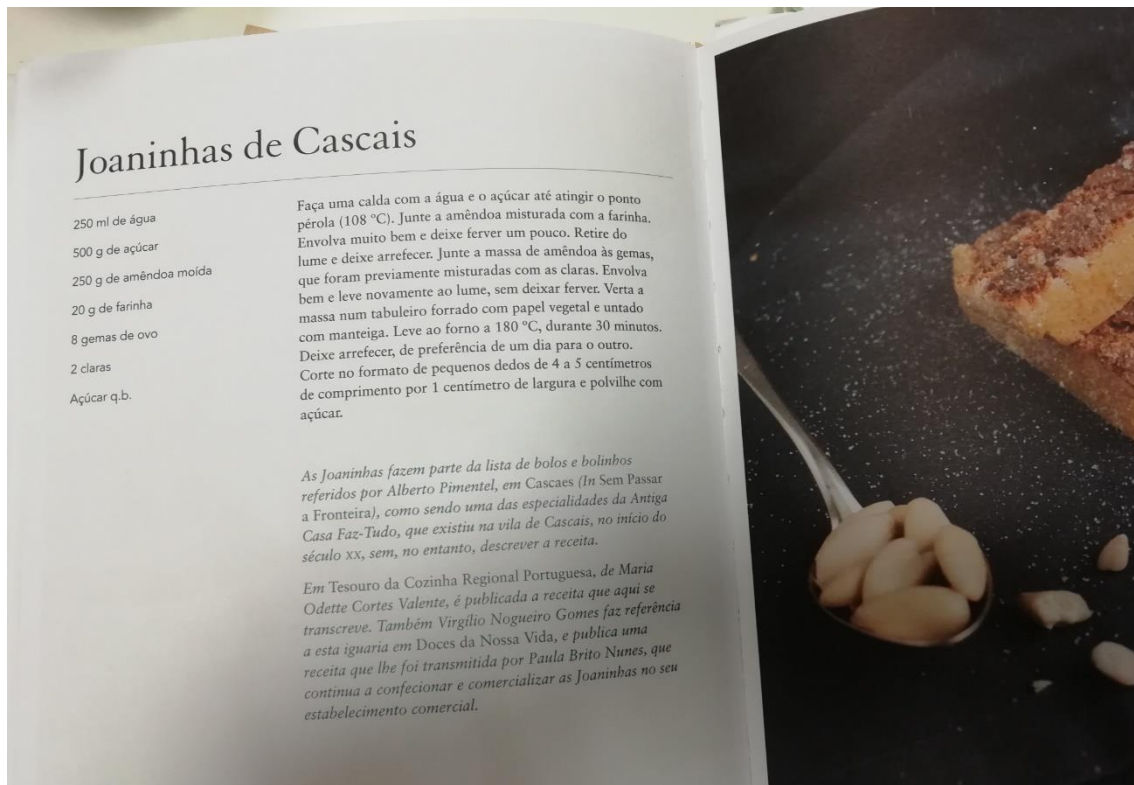 Joaninhas de Cascais
250 ml de água
500 g de açúcar
250 g de amêndoa moída
20 g de farinha
8 gemas de ovo
2 claras
Açúcar q.b.
Faça uma calda com a água e o açúcar até atingir o ponto
pérola (108 ºC). Junte a amêndoa misturada com a farinha.
Envolva muito bem e deixe ferver um pouco. Retire do
lume e deixe arrefecer. Junte a massa de amêndoa às gemas,
que foram previamente misturadas com as claras. Envolva
bem e leve novamente ao lume, sem deixar ferver. Verta a
massa num tabuleiro forrado com papel vegetal e untado
com manteiga. Leve ao forno a 180 ºC, durante 30 minutos.
Deixe arrefecer, de preferência de um dia para o outro.
Corte no formato de pequenos dedos de 4 a 5 centímetros
de comprimento por 1 centímetro de largura e polvilhe com
açúcar.
As Joaninhas fazem parte da lista de bolos e bolinhos
referidos por Alberto Pimentel, em Cascaes (In Sem Passar
a Fronteira), como sendo uma das especialidades da Antiga
Casa Faz-Tudo, que existiu na vila de Cascais, no início do
século XX, sem, no entanto, descrever a receita.
Em Tesouro da Cozinha Regional Portuguesa, de Maria
Odette Cortes Valente, é publicada a receita que aqui se
transcreve. Também Virgílio Nogueiro Gomes faz referência
a esta iguaria em Doces da Nossa Vida, e publica uma
receita que lhe foi transmitida por Paula Brito Nunes, que
continua a confecionar e comercializar as Joaninhas no seu
estabelecimento comercial.